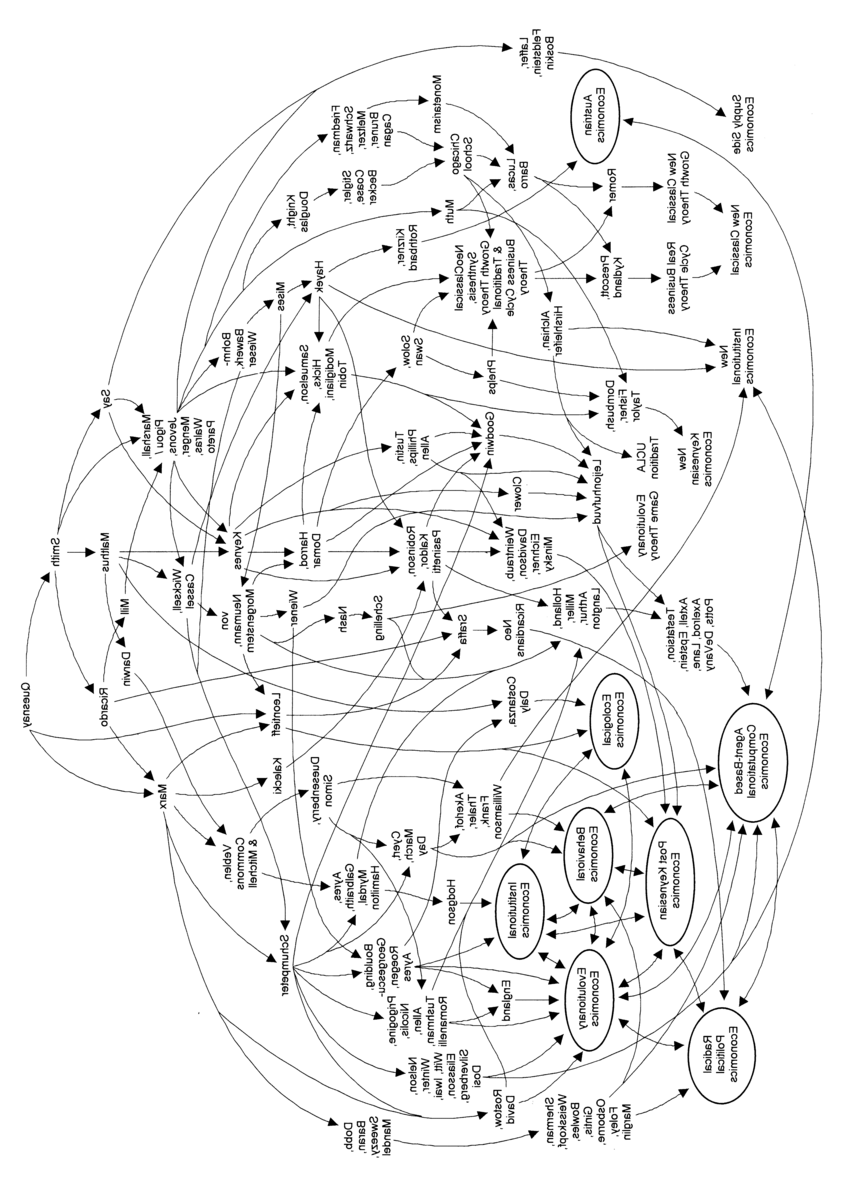 Quesnay
Smith
Say
Malthus
Ricardo
Mill
Darwin
Marx
Marshall,
Pigou /
Menger,
Walras,
Jevons,
Pareto
Wicksell,
Cassel
Veblen,
Commons
& Mitchell
Bohm-
Bawerk,
Wieser
Keynes
von
Neumann,
Morgenstern
Leontief
Kalecki
Schumpeter
Knight,
Douglas
Mises
Hayek
Harrod,
Domar
Wiener
Nash
Schelling
Duesenberry,
Simon
Samuelson,
Hicks,
Modigliani,
Tobin
Friedman,
Schwartz,
Meltzer,
Brunner,
Cagan
Stigler,
Coase,
Becker
Kirzner,
Rothbard
Tustin,
Phillips,
Allen
Solow,
Swan
Robinson,
Kaldor,
Pasinetti
Ayres,
Galbraith,
Myrdal,
Hamilton
Boulding,
Georgescu-
Roegen,
Ayres
Prigogine,
Nicolis,
Allen,
Tushman,
Romanelli
Nelson,
Winter,
Witt, Iwai,
Eliasson,
Silverberg,
Dosi
Dobb,
Baran,
Sweezy,
Mandel
Cyert,
March,
Day
Monetarism
Chicago
School
Muth
Neoclassical
Synthesis,
Growth Theory
& Traditional
Business Cycle
Theory
Phelps
Goodwin
Sraffa
Neo
Ricardians
Hodgson
Akerlof,
Thaler,
Frank,
Williamson
Costanza,
Daly
England
Rostow,
David
Clower
Weintraub,
Davidson,
Eichner,
Minsky
Lucas,
Barro
Laffer,
Feldstein,
Boskin
Alchian,
Hirshleifer
Holland,
Miller,
Arthur,
Langton
Sherman,
Weisskopf,
Bowles,
Gintis,
Osborne,
Foley,
Marglin
Austrian
Economics
Romer
Prescott,
Kydland
Dornbusch,
Fisher,
Taylor
Leijonhufvud
UCLA
Tradition
Evolutionary
Game Theory
Institutional
Economics
Behavioral
Economics
Evolutionary
Economics
Ecological
Economics
New Classical
Growth Theory
Real Business
Cycle Theory
New
Keynesian
Economics
Tesfatsion,
Axtell, Epstein,
Axelrod, Lane,
Post, DeVany
Post Keynesian
Economics
Radical
Political
Economics
Supply Side
Economics
New Classical
Economics
New
Institutional
Economics
Agent-Based
Computational
Economics